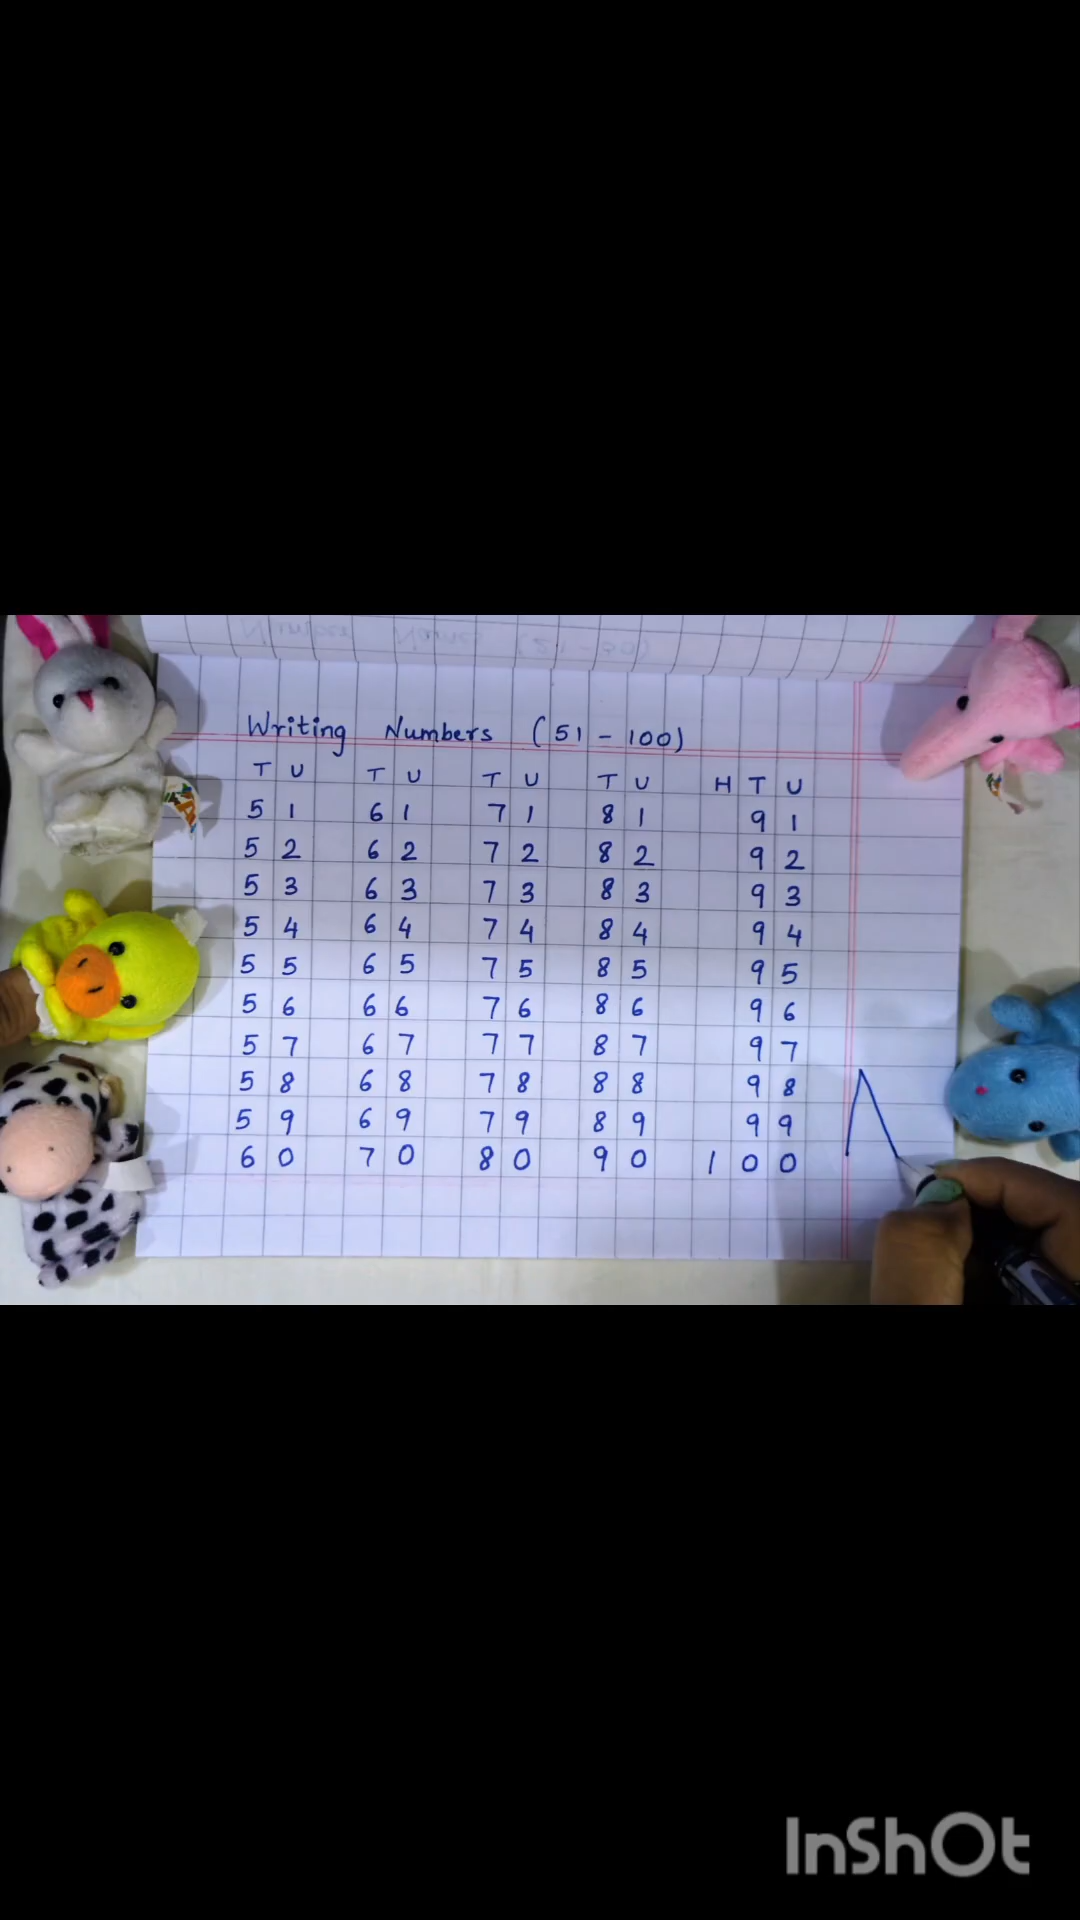 Writing Numbers (51 - 100)
T U T U T U T U H T U
5 1 6 1 7 1 8 1 9 1
5 2 6 2 7 2 8 2 9 2
5 3 6 3 7 3 8 3 9 3
5 4 6 4 7 4 8 4 9 4
5 5 6 5 7 5 8 5 9 5
5 6 6 6 7 6 8 6 9 6
5 7 6 7 7 7 8 7 9 7
5 8 6 8 7 8 8 8 9 8
5 9 6 9 7 9 8 9 9 9
6 0 7 0 8 0 9 0 1 0 0
InShOt